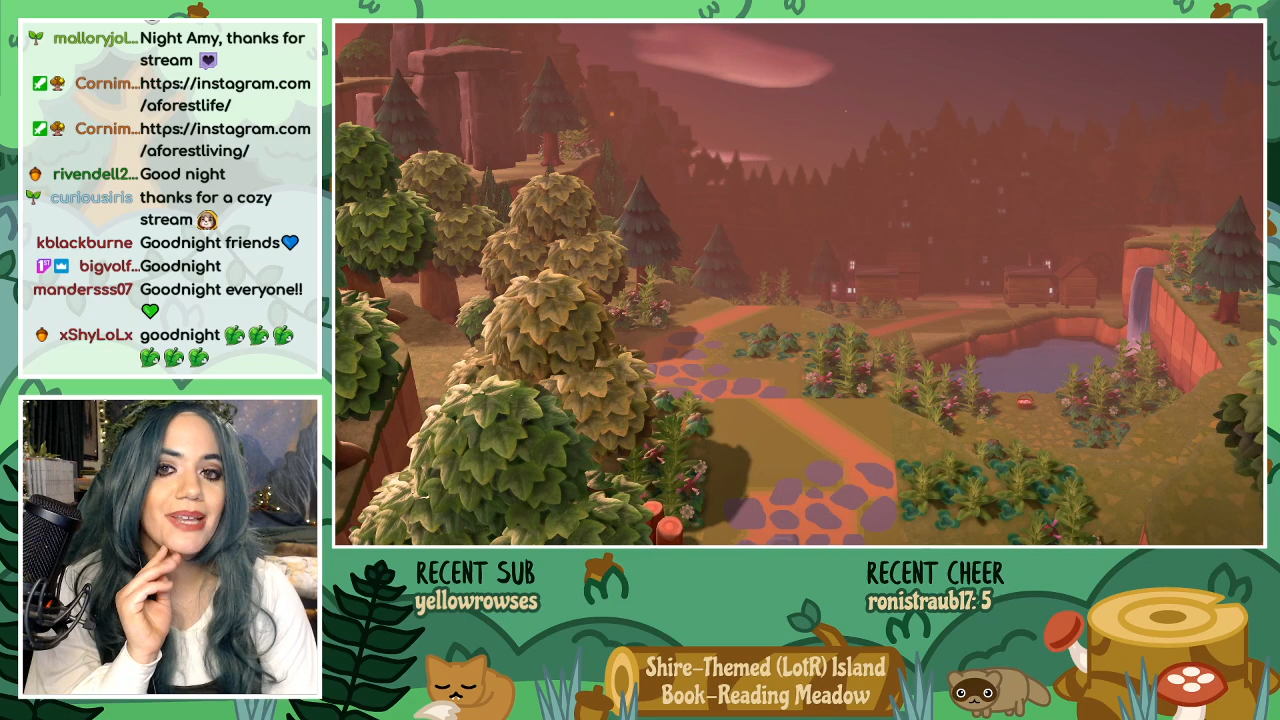 malloryjol... Night Amy, thanks for
stream
Cornim... https://instagram.com
/aforestlife/
Cornim... https://instagram.com
/aforestliving/
rivendell2... Good night
curiousiris thanks for a cozy
stream
kblackburne Goodnight friends
bigvolf... Goodnight
mandersss07 Goodnight everyone!!
xShyLoLx goodnight
RECENT SUB
yellowrowses
RECENT CHEER
ronistraub17: 5
Shire-Themed (LotR) Island
Book-Reading Meadow